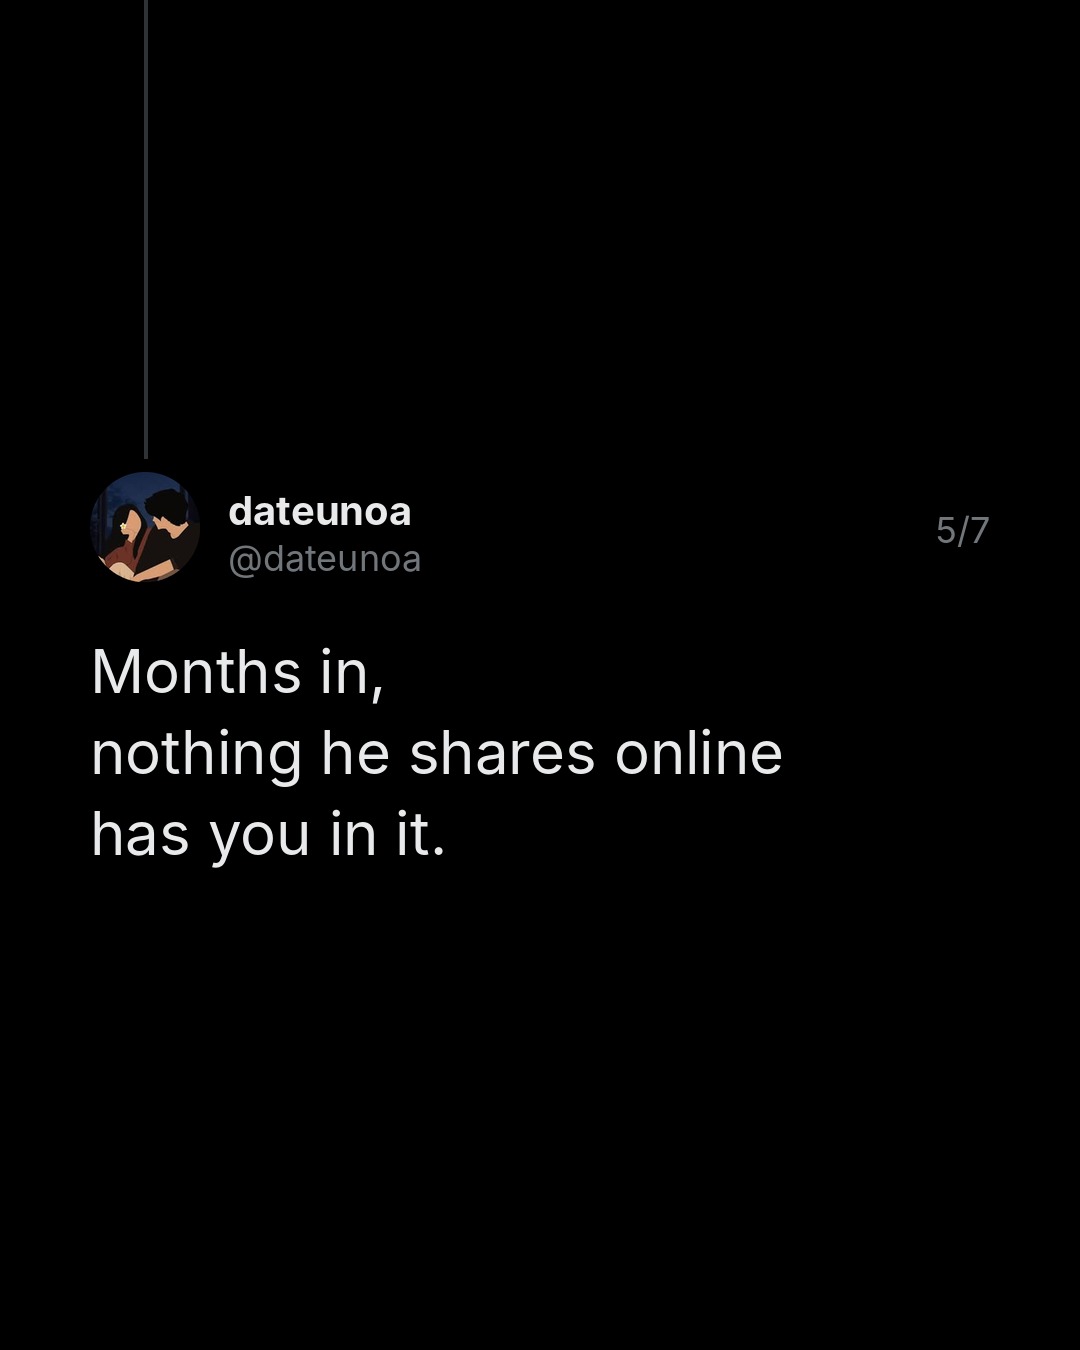 dateunoa
@dateunoa
5/7
Months in,
nothing he shares online
has you in it.